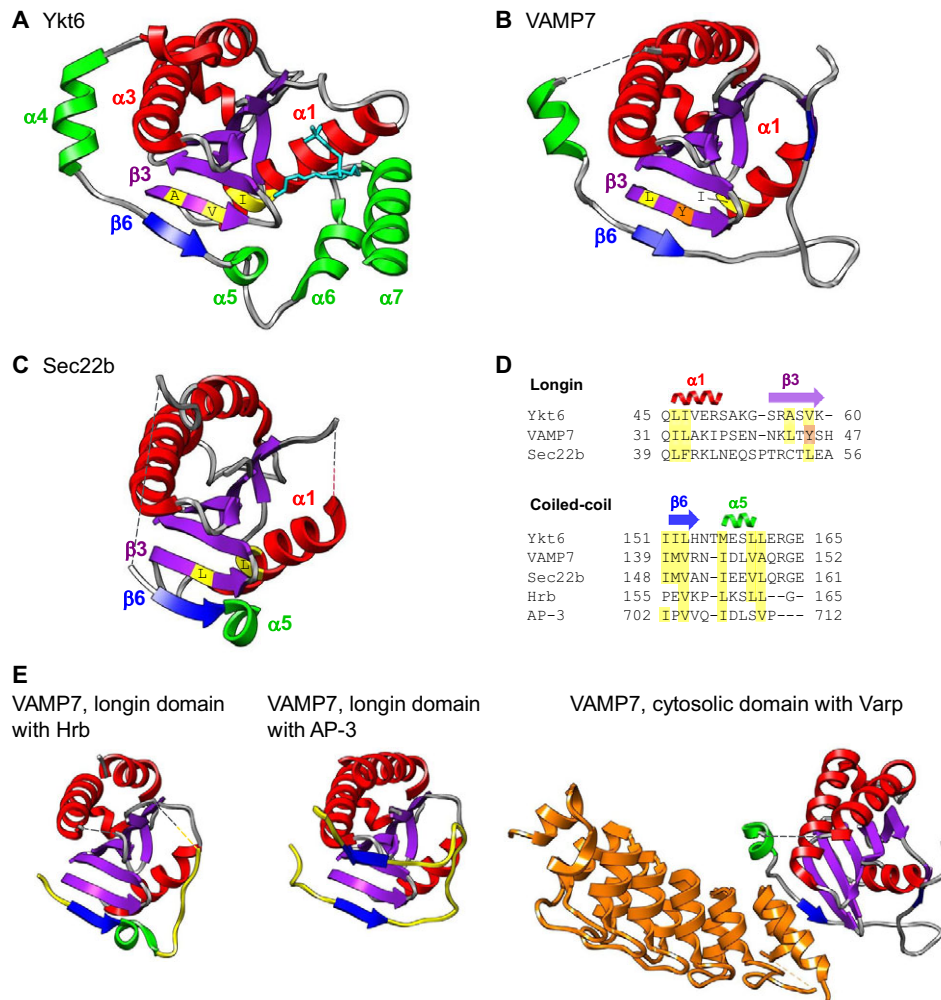 A Ykt6
α3
α1
α4
β3
A
V
I
β6
α5
α6
α7
B VAMP7
α1
β3
L
Y
I
β6
C Sec22b
α1
β3
L
L
β6
α5
D
Longin
α1 β3
Ykt6 45 QLIVERSAKG-SRASVK- 60
VAMP7 31 QILAKIPSEN-NKLTYSH 47
Sec22b 39 QLFRKLNEQSPTRCTLEA 56
Coiled-coil
β6 α5
Ykt6 151 IILHNTMESLLERGE 165
VAMP7 139 IMVRN-IDLVAQRGE 152
Sec22b 148 IMVAN-IEEVLQRGE 161
Hrb 155 PEVKP-LKSLL--G- 165
AP-3 702 IPVVQ-IDLSVP--- 712
E
VAMP7, longin domain
with Hrb
VAMP7, longin domain
with AP-3
VAMP7, cytosolic domain with Varp